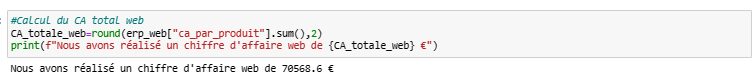 #Calcul du CA total web
CA_totale_web=round(erp_web["ca_par_produit"].sum(),2)
print(f"Nous avons réalisé un chiffre d'affaire web de {CA_totale_web} €")
Nous avons réalisé un chiffre d'affaire web de 70568.6 €